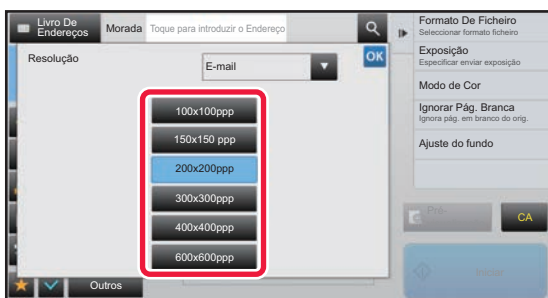 Livro De
Endereços
Morada
Toque para introduzir o Endereço
Resolução
E-mail
OK
100x100ppp
150x150 ppp
200x200ppp
300x300ppp
400x400ppp
600x600ppp
Outros
Formato De Ficheiro
Seleccionar formato ficheiro
Exposição
Especificar enviar exposição
Modo de Cor
Ignorar Pág. Branca
Ignora pág. em branco do orig.
Ajuste do fundo
Pré-
CA
Iniciar